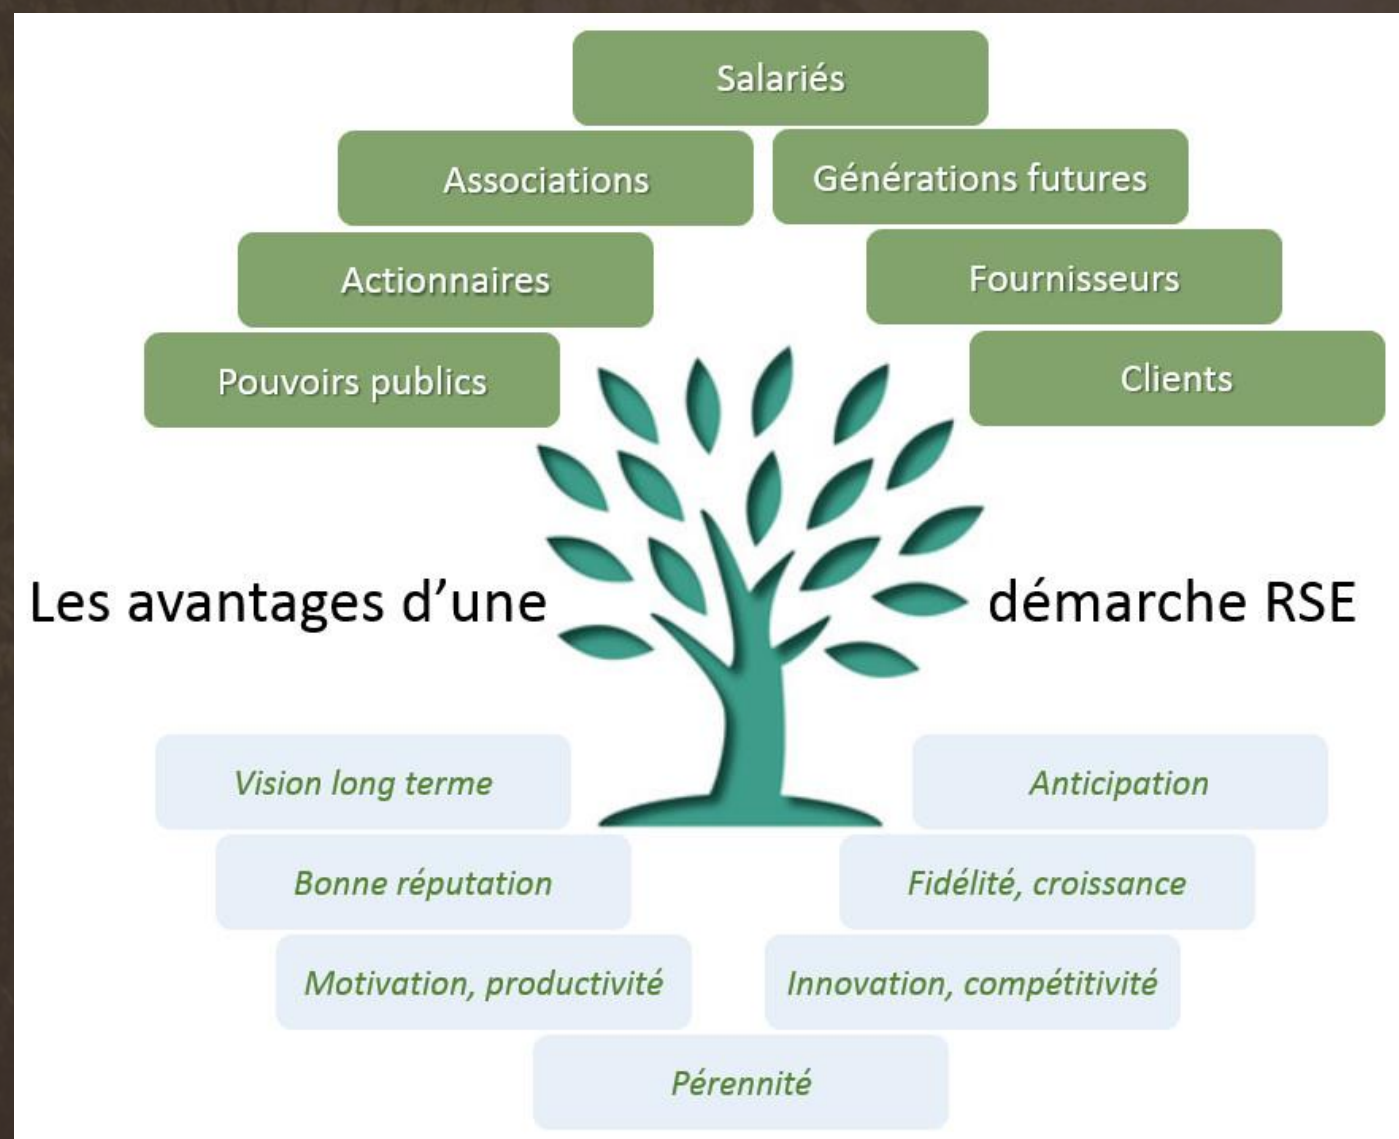 Salariés
Associations
Générations futures
Actionnaires
Fournisseurs
Pouvoirs publics
Clients
Les avantages d’une démarche RSE
Vision long terme
Anticipation
Bonne réputation
Fidélité, croissance
Motivation, productivité
Innovation, compétitivité
Pérennité